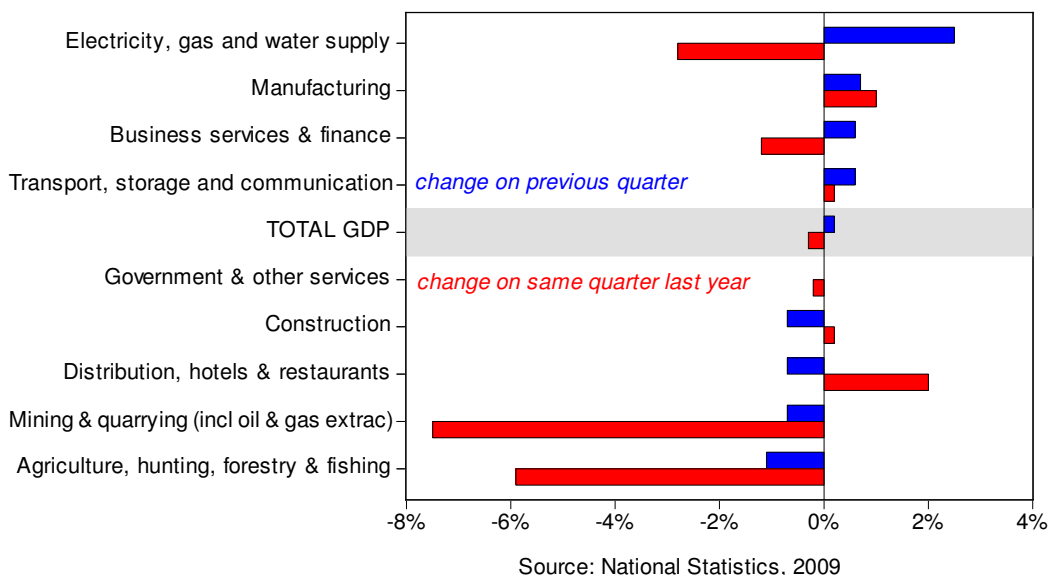 Electricity, gas and water supply
Manufacturing
Business services & finance
Transport, storage and communication
change on previous quarter
TOTAL GDP
Government & other services
change on same quarter last year
Construction
Distribution, hotels & restaurants
Mining & quarrying (incl oil & gas extrac)
Agriculture, hunting, forestry & fishing
-8% -6% -4% -2% 0% 2% 4%
Source: National Statistics, 2009